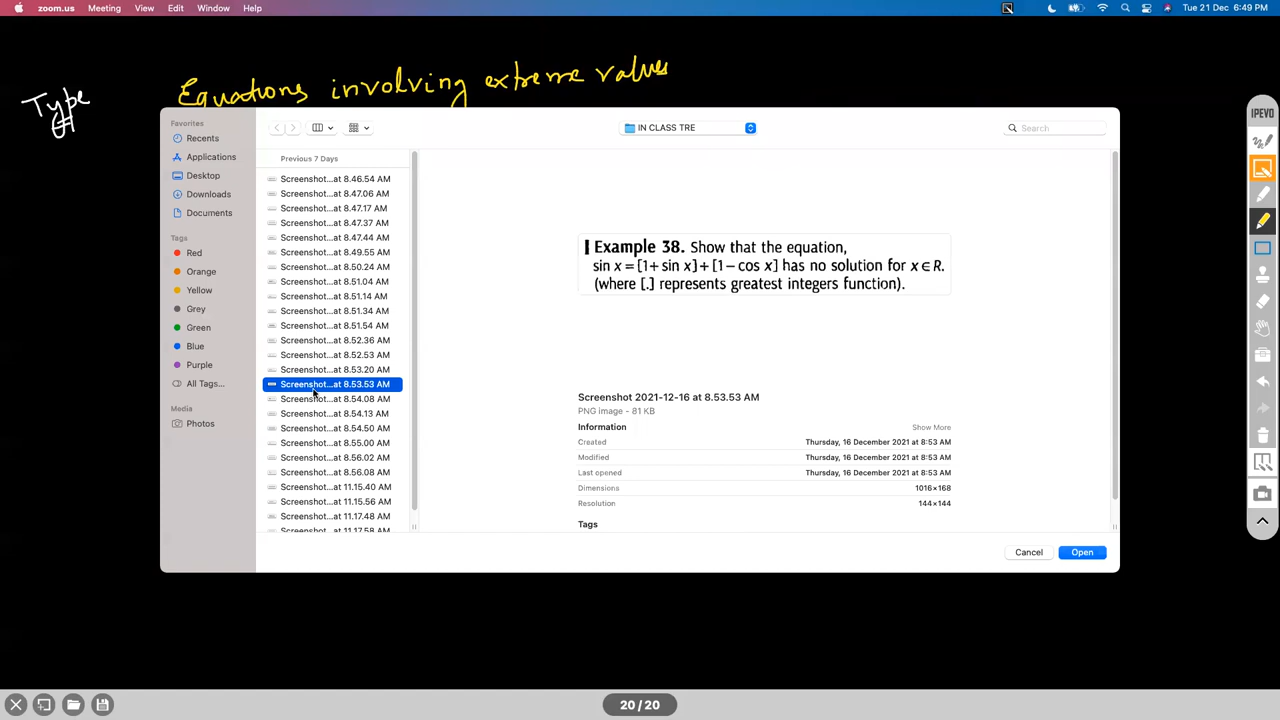 zoom.us Meeting View Edit Window Help Tue 21 Dec 6:49 PM
Equations involving extreme values
Type
IPEVO
Favorites
Recents
Applications
Desktop
Downloads
Documents
Tags
Red
Orange
Yellow
Grey
Green
Blue
Purple
All Tags...
Media
Photos
IN CLASS TRE
Search
Previous 7 Days
Screenshot...at 8.46.54 AM
Screenshot...at 8.47.06 AM
Screenshot...at 8.47.17 AM
Screenshot...at 8.47.37 AM
Screenshot...at 8.47.44 AM
Screenshot...at 8.49.55 AM
Screenshot...at 8.50.24 AM
Screenshot...at 8.51.04 AM
Screenshot...at 8.51.14 AM
Screenshot...at 8.51.34 AM
Screenshot...at 8.51.54 AM
Screenshot...at 8.52.36 AM
Screenshot...at 8.52.53 AM
Screenshot...at 8.53.20 AM
Screenshot...at 8.53.53 AM
Screenshot...at 8.54.08 AM
Screenshot...at 8.54.13 AM
Screenshot...at 8.54.50 AM
Screenshot...at 8.55.00 AM
Screenshot...at 8.56.02 AM
Screenshot...at 8.56.08 AM
Screenshot...at 11.15.40 AM
Screenshot...at 11.15.56 AM
Screenshot...at 11.17.48 AM
Screenshot...at 11.17.58 AM
Example 38. Show that the equation,
sin x = [1+ sin x]+[1− cos x] has no solution for x ∈ R.
(where [.] represents greatest integers function).
Screenshot 2021-12-16 at 8.53.53 AM
PNG image - 81 KB
Information Show More
Created Thursday, 16 December 2021 at 8:53 AM
Modified Thursday, 16 December 2021 at 8:53 AM
Last opened Thursday, 16 December 2021 at 8:53 AM
Dimensions 1016×168
Resolution 144×144
Tags
Cancel Open
20 / 20